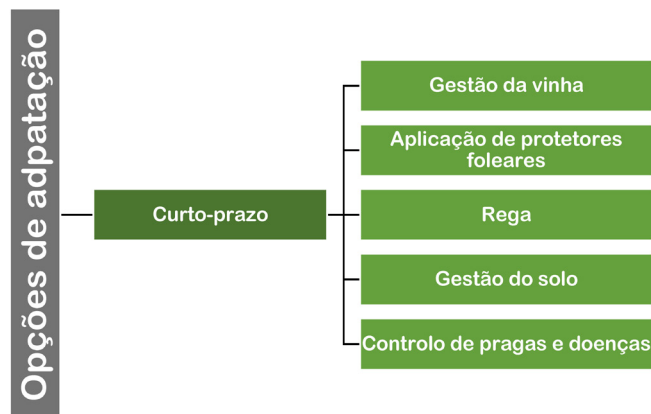 Opções de adpatação
Curto-prazo
Gestão da vinha
Aplicação de protetores
foleares
Rega
Gestão do solo
Controlo de pragas e doenças